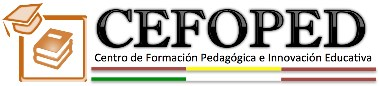 CEFOPED
Centro de Formación Pedagógica e Innovación Educativa